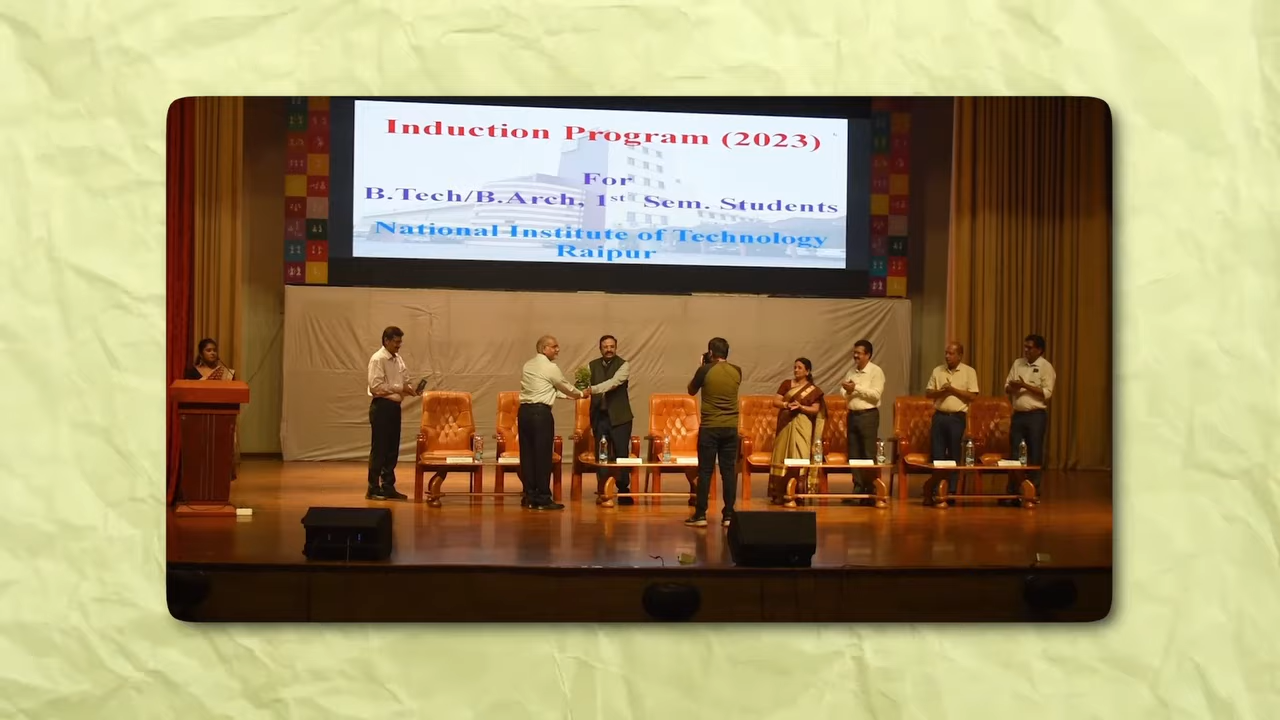 Induction Program (2023)
For
B.Tech/B.Arch, 1st Sem. Students
National Institute of Technology
Raipur